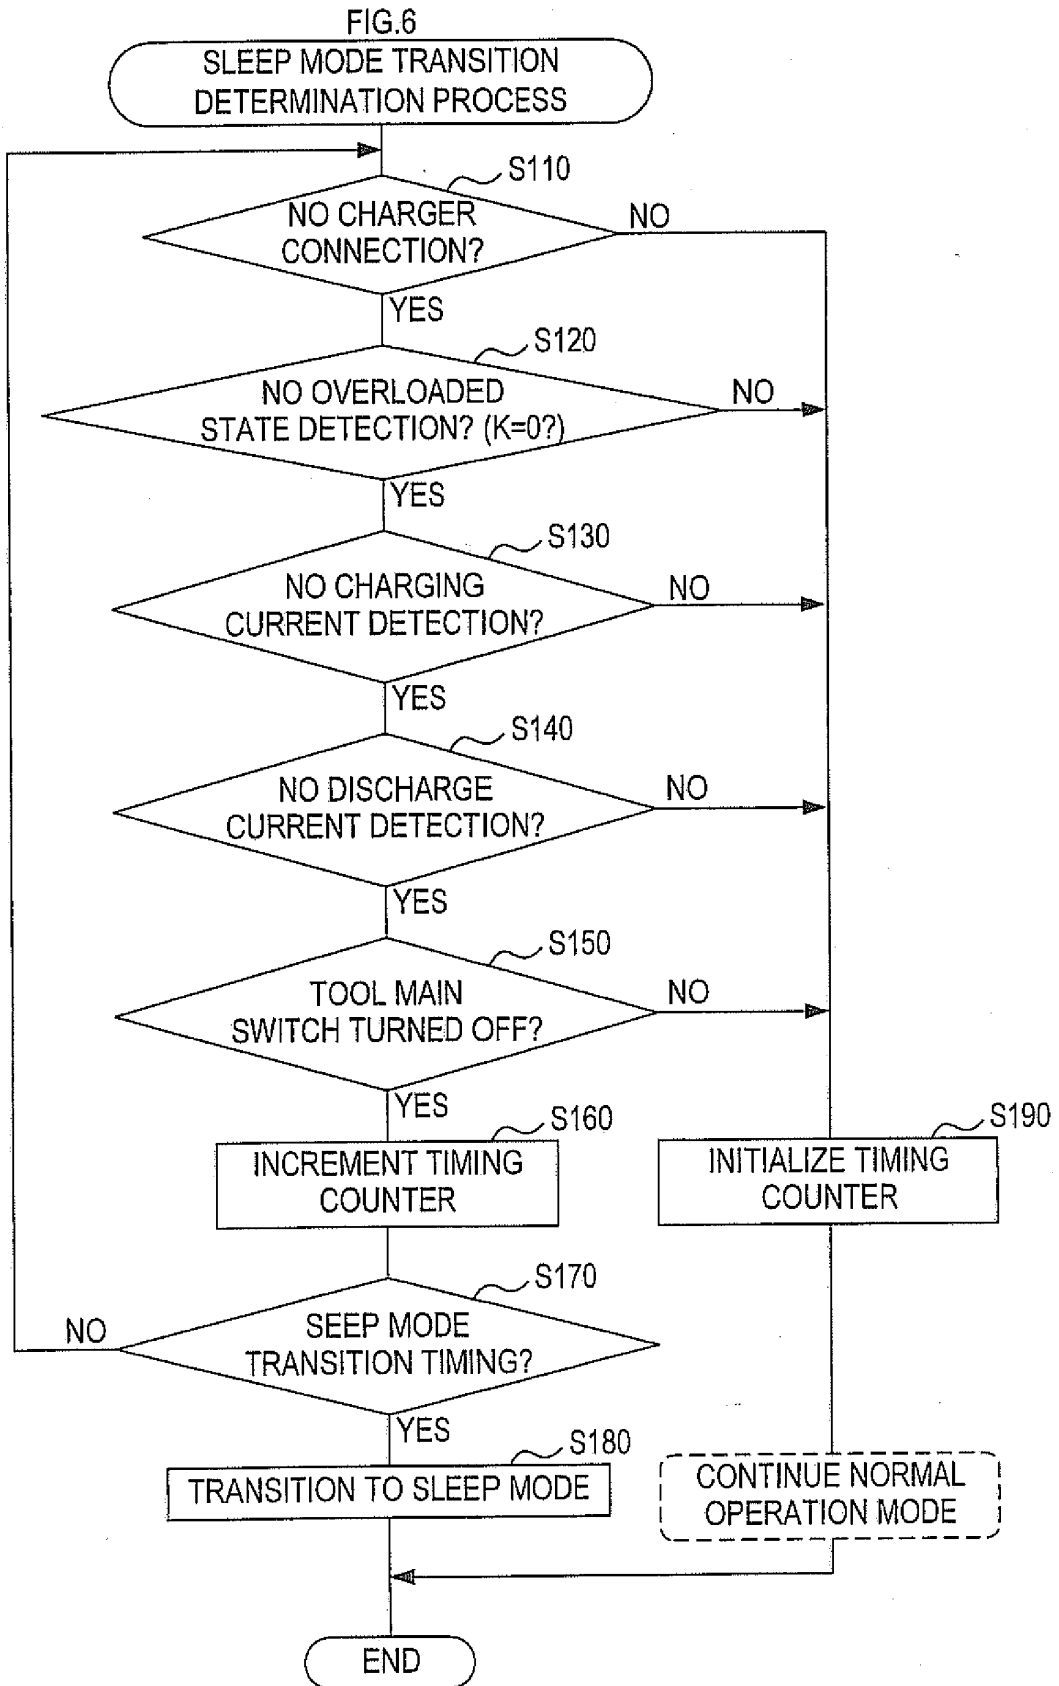 FIG.6
SLEEP MODE TRANSITION
DETERMINATION PROCESS
S110
NO CHARGER
CONNECTION?
NO
YES
S120
NO OVERLOADED
STATE DETECTION? (K=0?)
NO
YES
S130
NO CHARGING
CURRENT DETECTION?
NO
YES
S140
NO DISCHARGE
CURRENT DETECTION?
NO
YES
S150
TOOL MAIN
SWITCH TURNED OFF?
NO
YES
S160
INCREMENT TIMING
COUNTER
S190
INITIALIZE TIMING
COUNTER
S170
SEEP MODE
TRANSITION TIMING?
NO
YES
S180
TRANSITION TO SLEEP MODE
CONTINUE NORMAL
OPERATION MODE
END